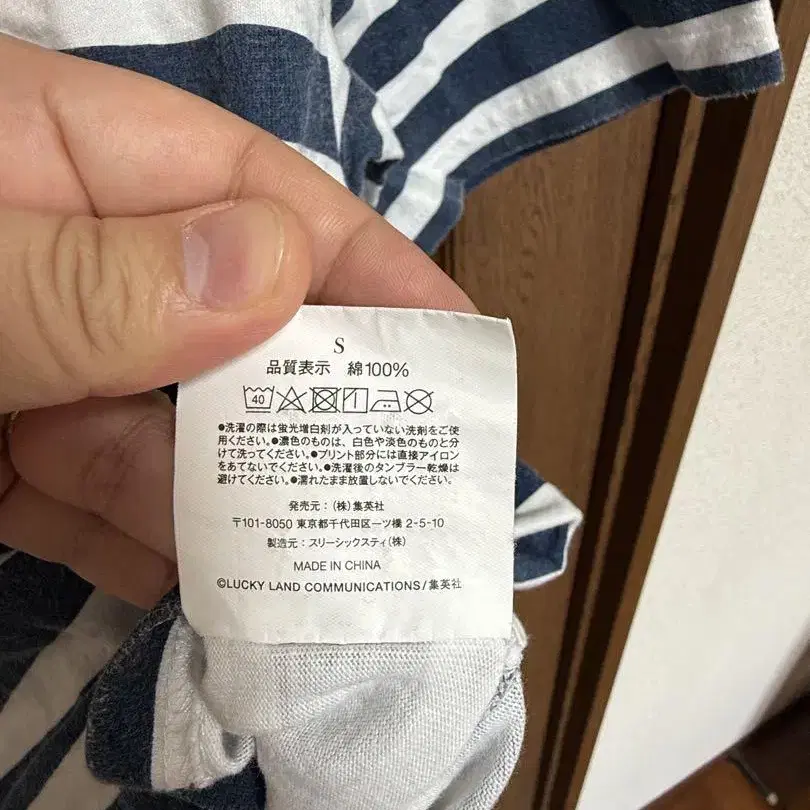 S
品質表示 綿100%
40
●洗濯の際は蛍光増白剤が入っていない洗剤をご使
用ください。●濃色のものは、白色や淡色のものと分
けて洗ってください。●プリント部分には直接アイロン
をあてないでください。●洗濯後のタンブラー乾燥は
避けてください。●濡れたまま放置しないでください。
発売元：(株)集英社
〒101-8050 東京都千代田区一ツ橋 2-5-10
製造元：スリーシックスティ(株)
MADE IN CHINA
©LUCKY LAND COMMUNICATIONS/集英社